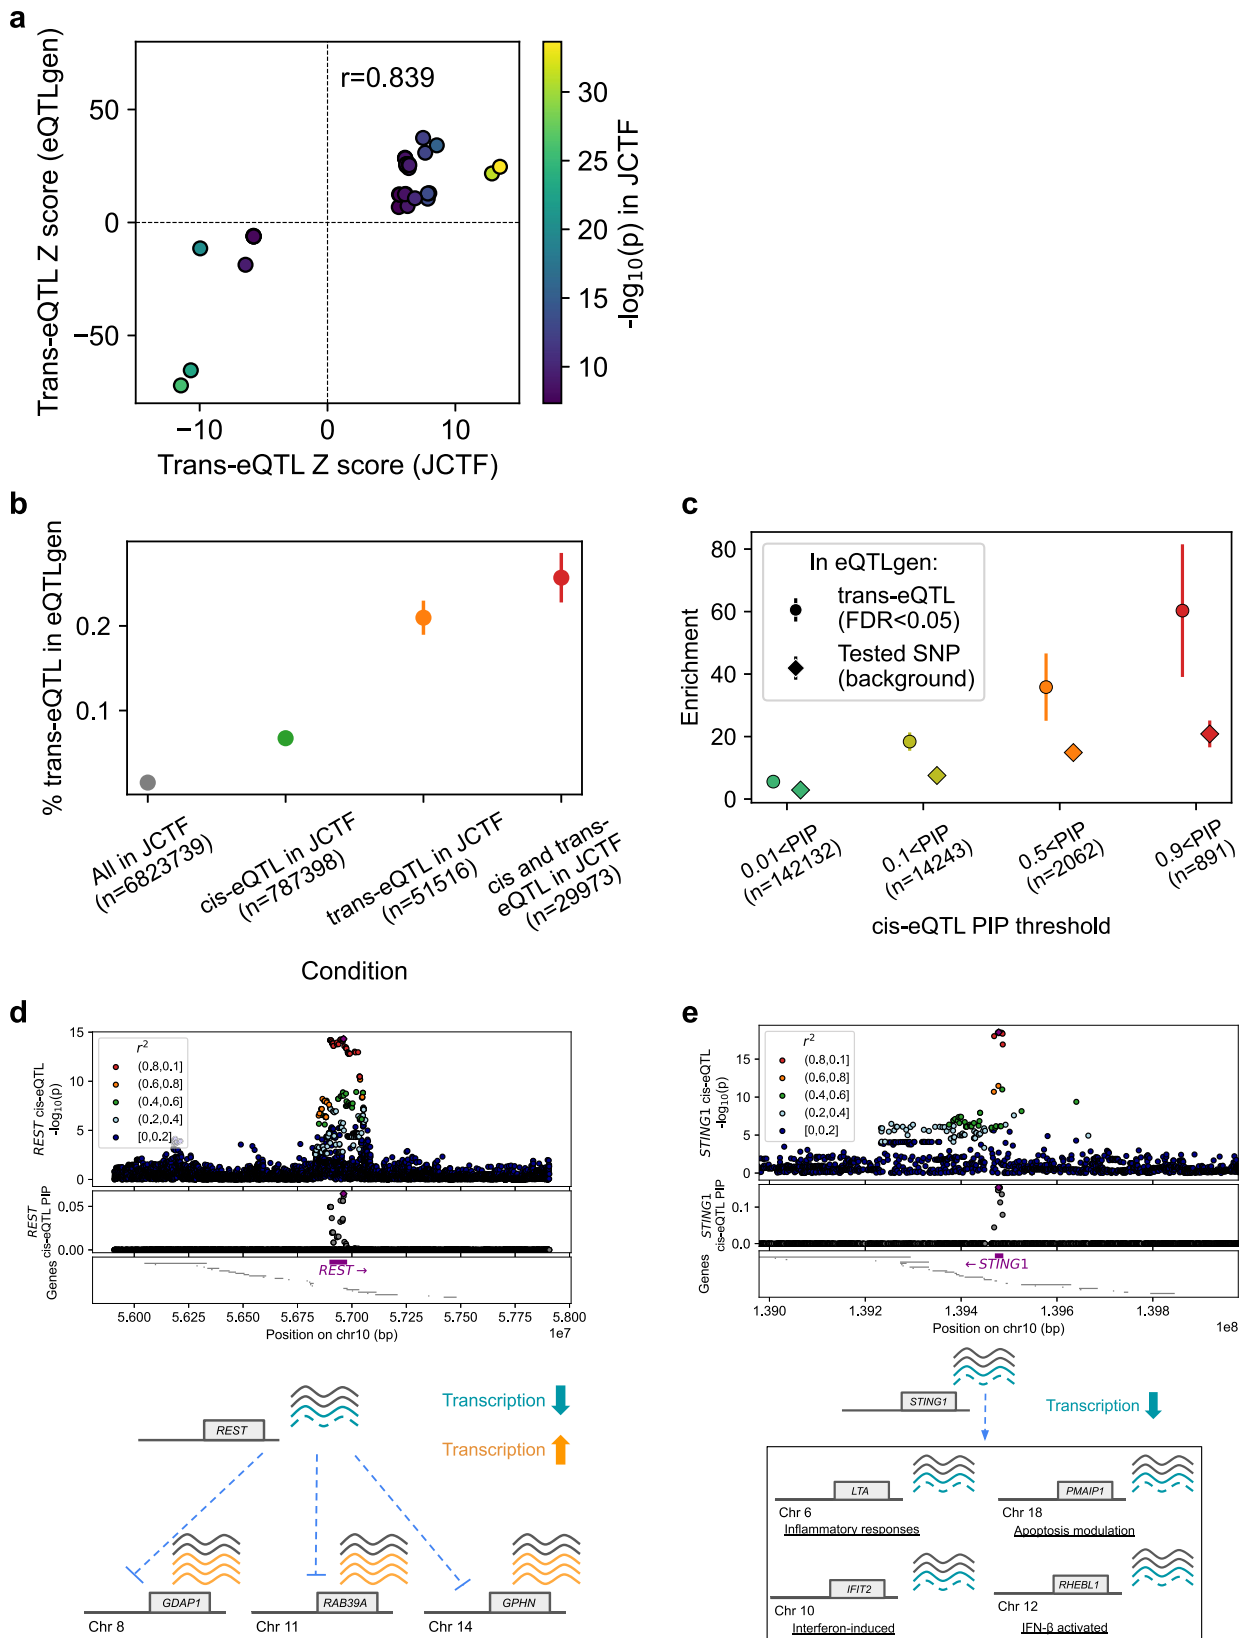 a
r=0.839
50
0
−50
−10
0
10
Trans-eQTL Z score (eQTLgen)
Trans-eQTL Z score (JCTF)
30
25
20
15
10
-log10(p) in JCTF
b
% trans-eQTL in eQTLgen
0.2
0.1
All in JCTF
(n=6823739)
cis-eQTL in JCTF
(n=787398)
trans-eQTL in JCTF
(n=51516)
cis and trans-
eQTL in JCTF
(n=29973)
Condition
c
Enrichment
80
60
40
20
0
In eQTLgen:
trans-eQTL
(FDR<0.05)
Tested SNP
(background)
0.01<PIP
(n=142132)
0.1<PIP
(n=14243)
0.5<PIP
(n=2062)
0.9<PIP
(n=891)
cis-eQTL PIP threshold
d
REST cis-eQTL
-log10(p)
15
10
5
0
r2
(0.8,0.1]
(0.6,0.8]
(0.4,0.6]
(0.2,0.4]
[0,0.2]
REST
cis-eQTL PIP
0.05
0.00
Genes
REST →
5.600
5.625
5.650
5.675
5.700
5.725
5.750
5.775
5.800
Position on chr10 (bp)
1e7
REST
Transcription
Transcription
GDAP1
RAB39A
GPHN
Chr 8
Chr 11
Chr 14
e
STING1 cis-eQTL
-log10(p)
15
10
5
0
r2
(0.8,0.1]
(0.6,0.8]
(0.4,0.6]
(0.2,0.4]
[0,0.2]
STING1
cis-eQTL PIP
0.1
0.0
Genes
← STING1
1.390
1.392
1.394
1.396
1.398
Position on chr10 (bp)
1e8
STING1
Transcription
LTA
PMAIP1
Chr 6
Chr 18
Inflammatory responses
Apoptosis modulation
IFIT2
RHEBL1
Chr 10
Chr 12
Interferon-induced
IFN-β activated